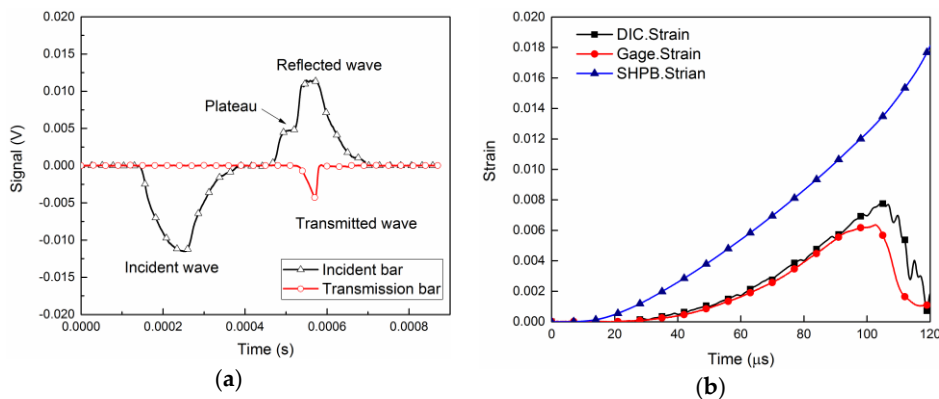 0.020
0.015
0.010
0.005
0.000
-0.005
-0.010
-0.015
-0.020
Signal (V)
Reflected wave
Plateau
Transmitted wave
Incident wave
Incident bar
Transmission bar
0.0000 0.0002 0.0004 0.0006 0.0008
Time (s)
(a)
0.020
0.018
0.016
0.014
0.012
0.010
0.008
0.006
0.004
0.002
0.000
Strain
DIC.Strain
Gage.Strain
SHPB.Strian
0 20 40 60 80 100 120
Time (μs)
(b)